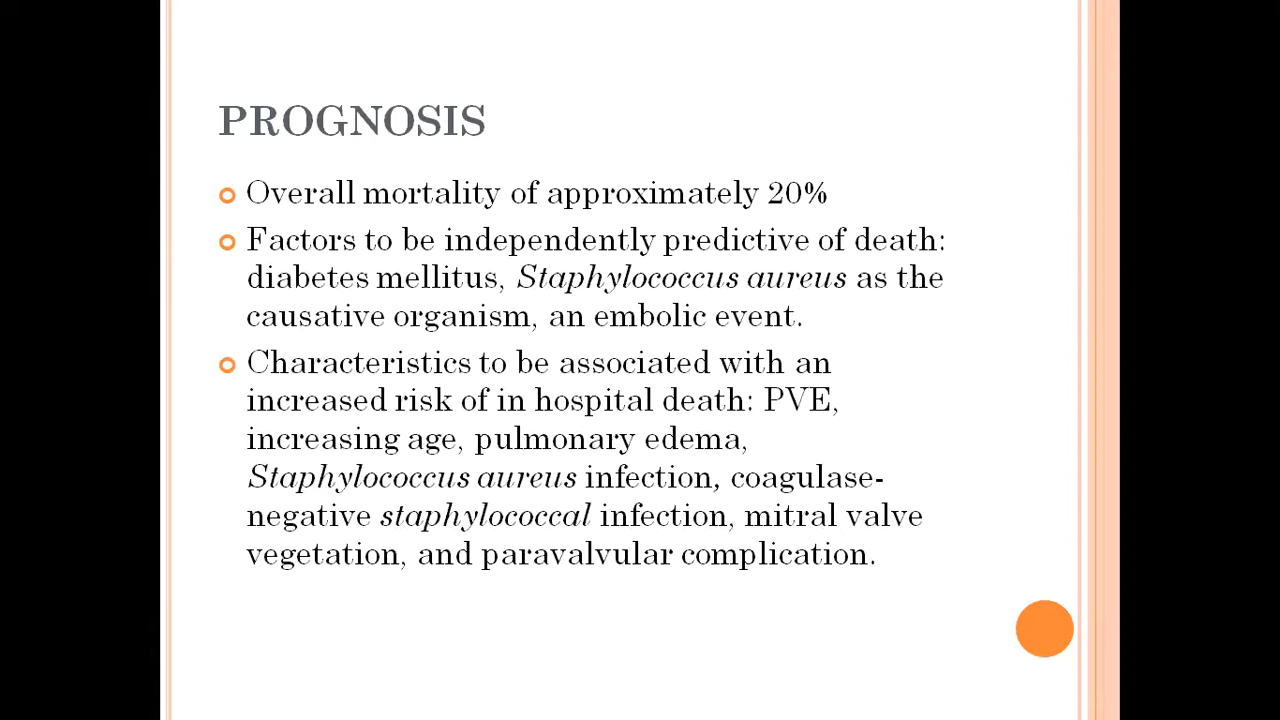 PROGNOSIS
Overall mortality of approximately 20%
Factors to be independently predictive of death:
diabetes mellitus, Staphylococcus aureus as the
causative organism, an embolic event.
Characteristics to be associated with an
increased risk of in hospital death: PVE,
increasing age, pulmonary edema,
Staphylococcus aureus infection, coagulase-
negative staphylococcal infection, mitral valve
vegetation, and paravalvular complication.